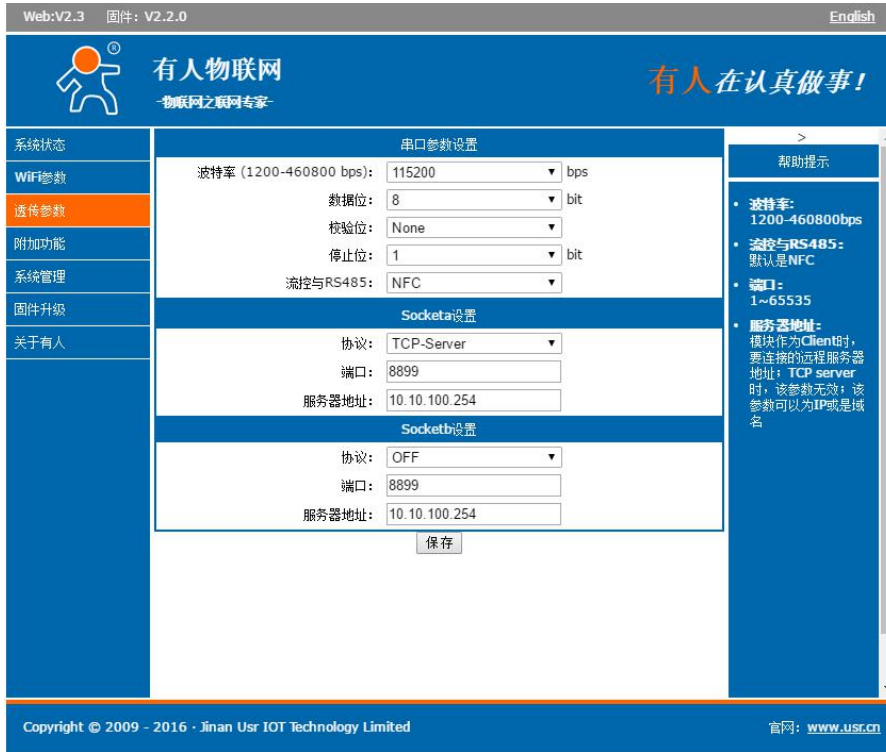 Web:V2.3 固件: V2.2.0 English
®
有人物联网
-物联网之联网专家-
有人在认真做事!
系统状态
WiFi参数
透传参数
附加功能
系统管理
固件升级
关于有人
串口参数设置
波特率 (1200-460800 bps): 115200 bps
数据位: 8 bit
校验位: None
停止位: 1 bit
流控与RS485: NFC
Socketa设置
协议: TCP-Server
端口: 8899
服务器地址: 10.10.100.254
Socketb设置
协议: OFF
端口: 8899
服务器地址: 10.10.100.254
保存
>
帮助提示
• 波特率:
1200-460800bps
• 流控与RS485:
默认是NFC
• 端口:
1~65535
• 服务器地址:
模块作为Client时,
要连接的远程服务器
地址; TCP server
时, 该参数无效; 该
参数可以为IP或是域
名
Copyright © 2009 - 2016 · Jinan Usr IOT Technology Limited 官网: www.usr.cn